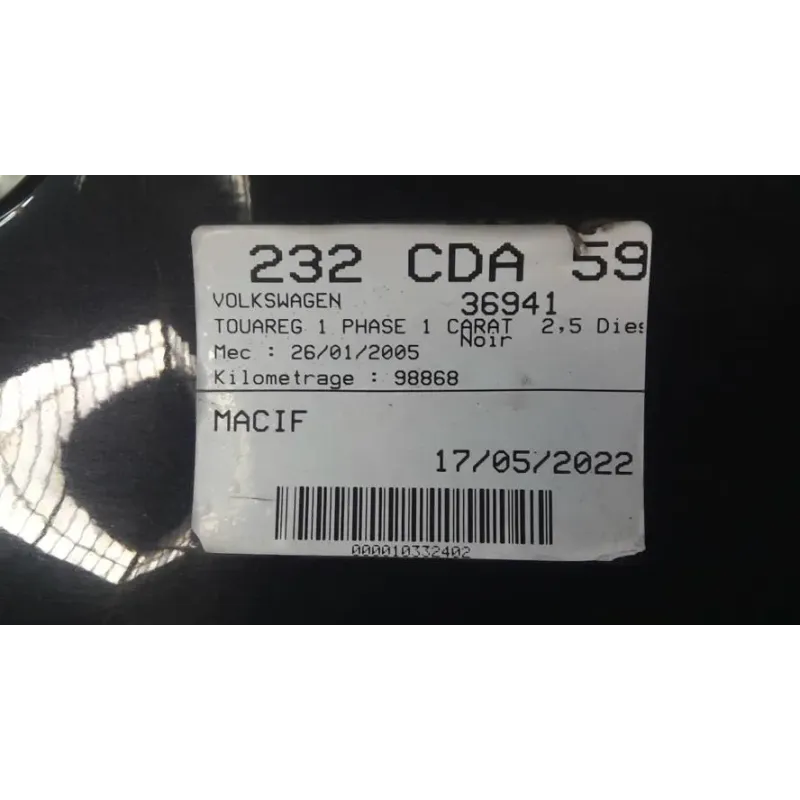 232 CDA 59
VOLKSWAGEN 36941
TOUAREG 1 PHASE 1 CARAT 2,5 Dies
Noir
Mec : 26/01/2005
Kilometrage : 98868
MACIF
17/05/2022
000010332402